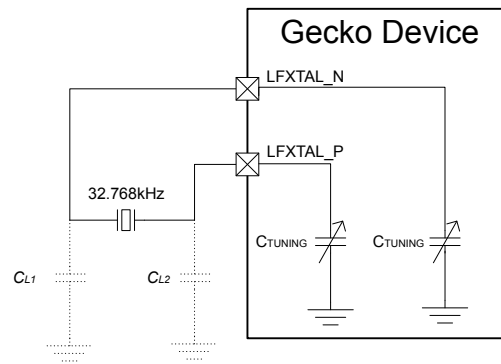 Gecko Device
LFXTAL_N
LFXTAL_P
32.768kHz
CTUNING
CTUNING
CL1
CL2